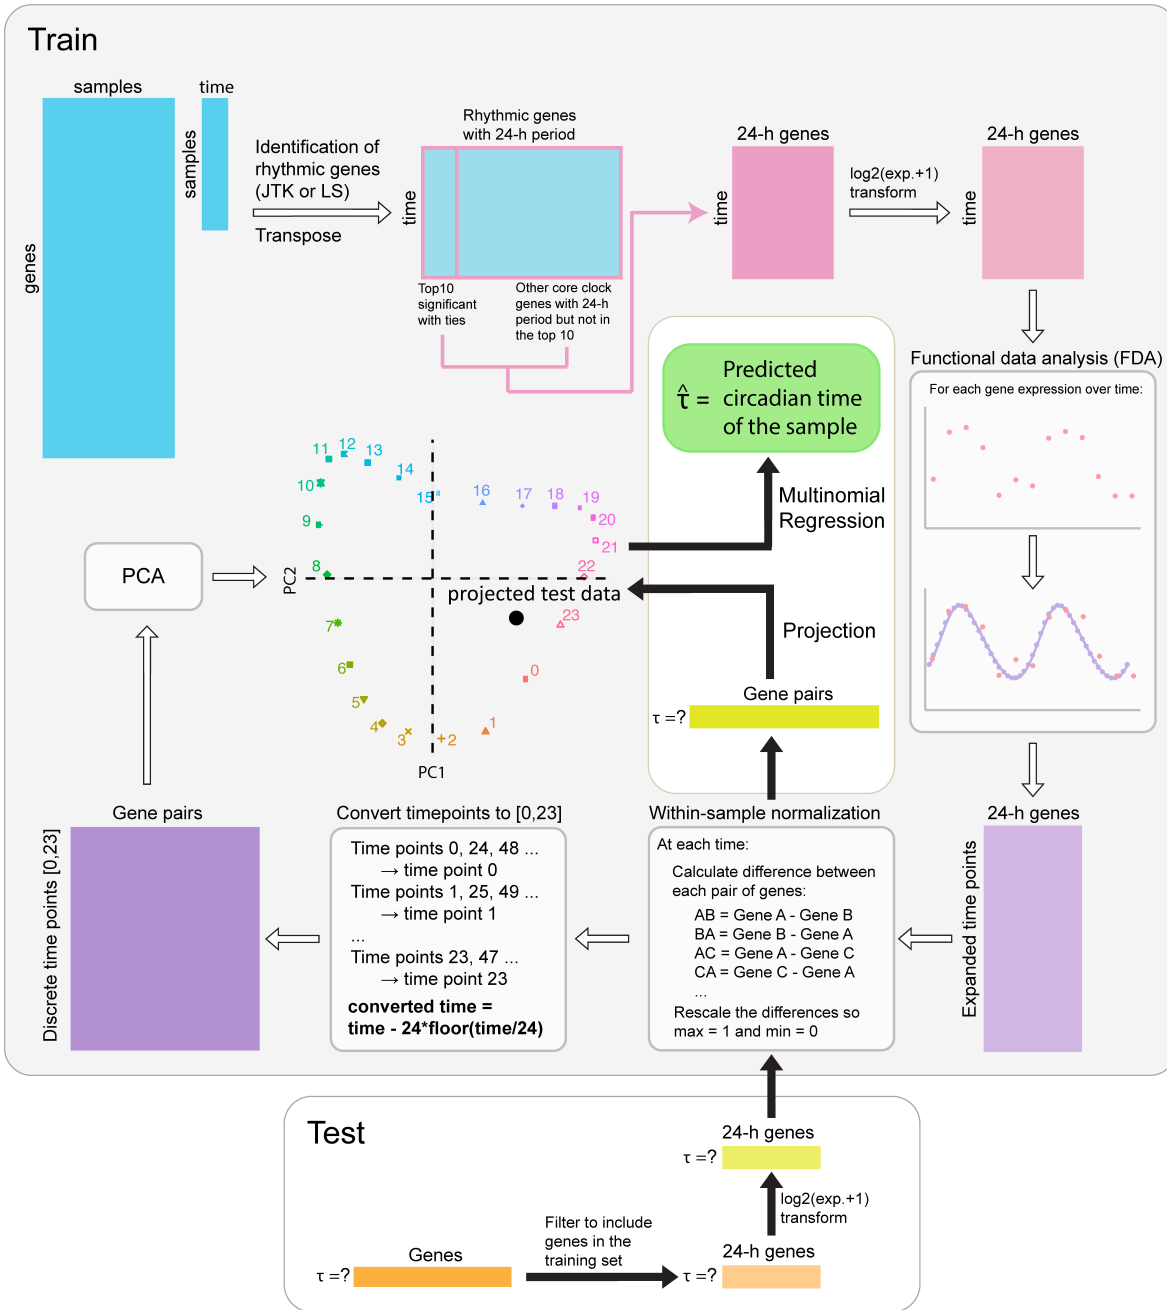 Train
samples
time
genes
samples
Identification of
rhythmic genes
(JTK or LS)
Transpose
Rhythmic genes
with 24-h period
time
Top10
significant
with ties
Other core clock
genes with 24-h
period but not in
the top 10
24-h genes
time
log2(exp.+1)
transform
24-h genes
time
Functional data analysis (FDA)
For each gene expression over time:
τ̂ =
Predicted
circadian time
of the sample
Multinomial
Regression
PCA
PC2
PC1
0
1
2
3
4
5
6
7
8
9
10
11
12
13
14
15
16
17
18
19
20
21
22
23
projected test data
Projection
Gene pairs
τ =?
Gene pairs
Discrete time points [0,23]
Convert timepoints to [0,23]
Time points 0, 24, 48 ...
→ time point 0
Time points 1, 25, 49 ...
→ time point 1
...
Time points 23, 47 ...
→ time point 23
converted time =
time - 24*floor(time/24)
Within-sample normalization
At each time:
Calculate difference between
each pair of genes:
AB = Gene A - Gene B
BA = Gene B - Gene A
AC = Gene A - Gene C
CA = Gene C - Gene A
...
Rescale the differences so
max = 1 and min = 0
24-h genes
Expanded time points
Test
24-h genes
τ =?
log2(exp.+1)
transform
Filter to include
genes in the
training set
Genes
τ =?
24-h genes
τ =?